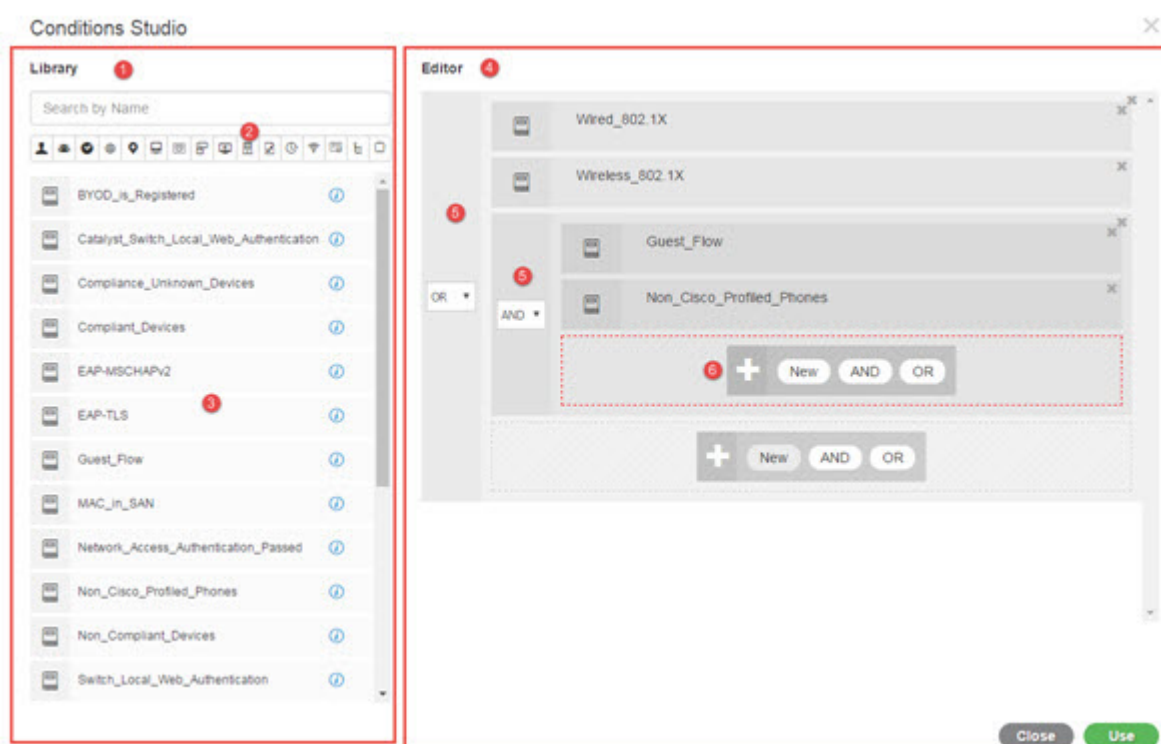 Conditions Studio
Library 1
Search by Name
2
BYOD_is_Registered
Catalyst_Switch_Local_Web_Authentication
Compliance_Unknown_Devices
Compliant_Devices
EAP-MSCHAPv2
3
EAP-TLS
Guest_Flow
MAC_in_SAN
Network_Access_Authentication_Passed
Non_Cisco_Profiled_Phones
Non_Compliant_Devices
Switch_Local_Web_Authentication
Editor 4
Wired_802.1X
Wireless_802.1X
5
OR
5
AND
Guest_Flow
Non_Cisco_Profiled_Phones
6 New AND OR
New AND OR
Close Use